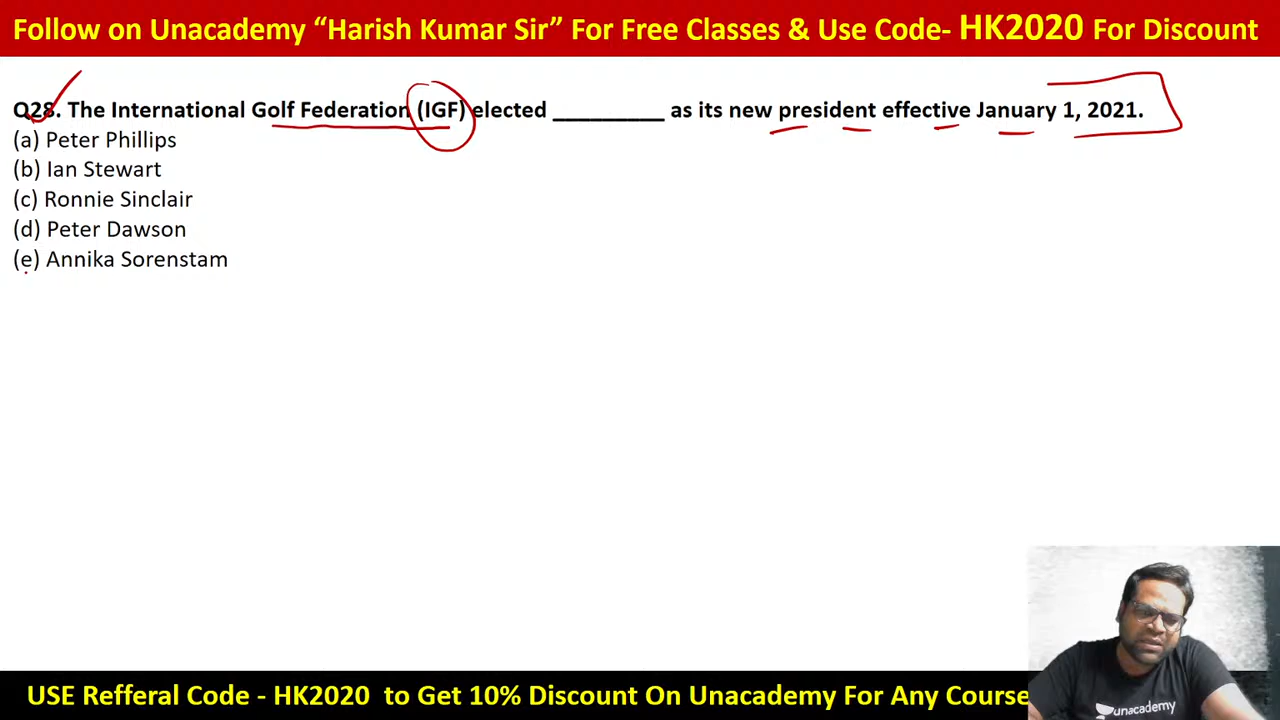 Follow on Unacademy “Harish Kumar Sir” For Free Classes & Use Code- HK2020 For Discount
Q28. The International Golf Federation (IGF) elected __________ as its new president effective January 1, 2021.
(a) Peter Phillips
(b) Ian Stewart
(c) Ronnie Sinclair
(d) Peter Dawson
(e) Annika Sorenstam
USE Refferal Code - HK2020 to Get 10% Discount On Unacademy For Any Course
unacademy